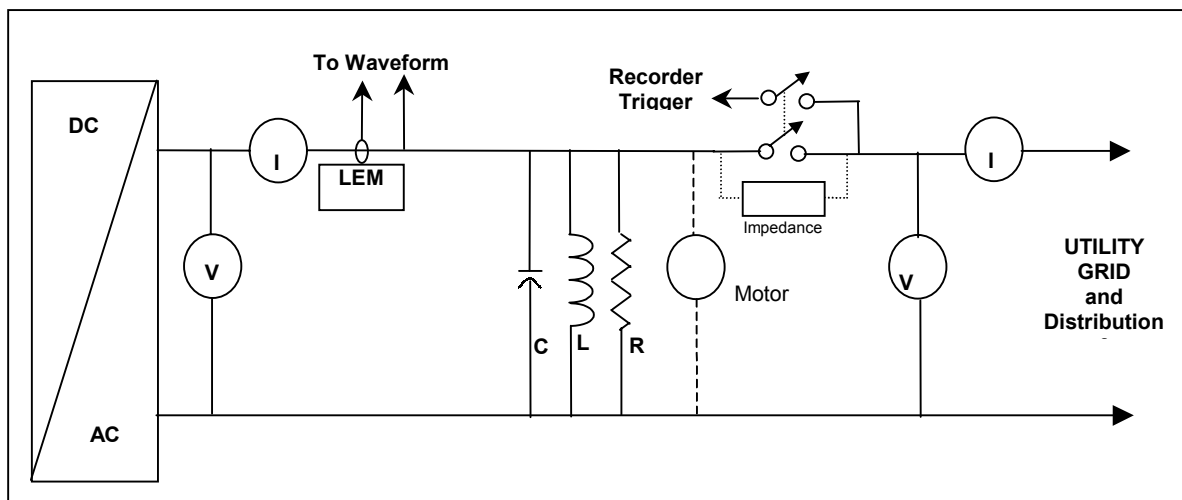 To Waveform
Recorder
Trigger
DC
I
LEM
I
Impedance
V
Motor
V
UTILITY
GRID
and
Distribution
C
L
R
AC